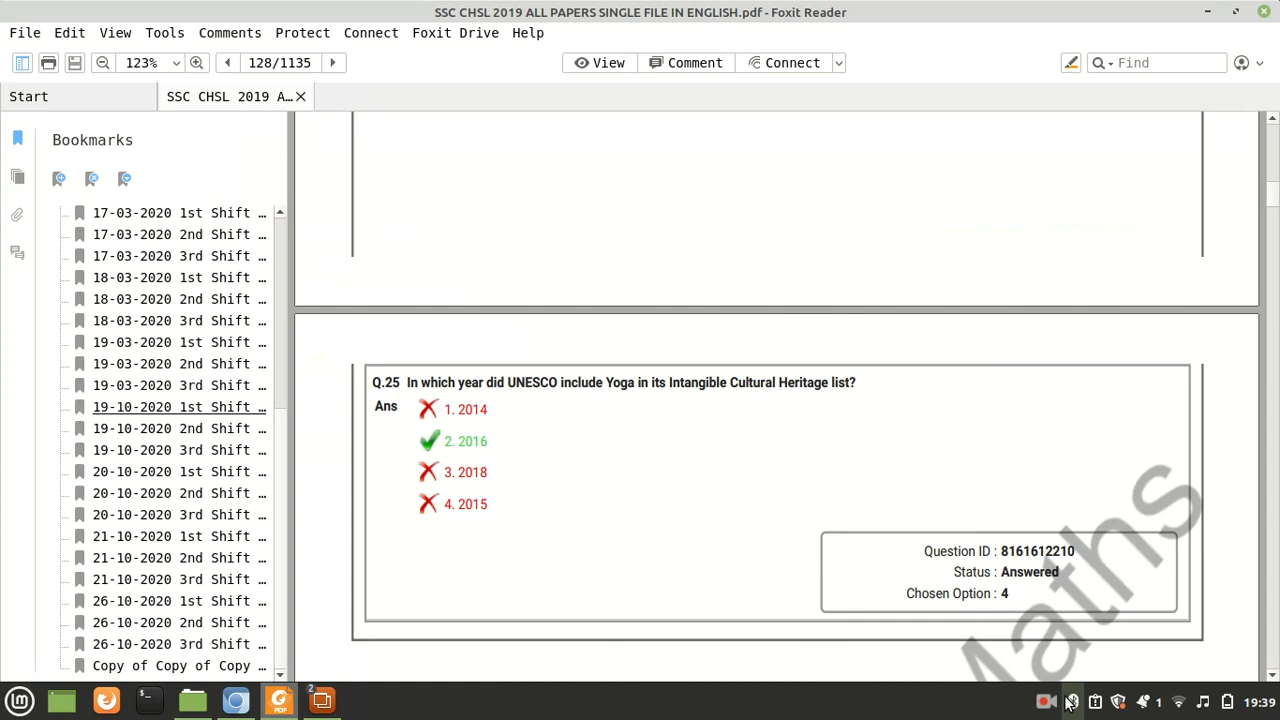 SSC CHSL 2019 ALL PAPERS SINGLE FILE IN ENGLISH.pdf - Foxit Reader
File Edit View Tools Comments Protect Connect Foxit Drive Help
123% 128/1135 View Comment Connect Find
Start SSC CHSL 2019 A...
Bookmarks
17-03-2020 1st Shift ...
17-03-2020 2nd Shift ...
17-03-2020 3rd Shift ...
18-03-2020 1st Shift ...
18-03-2020 2nd Shift ...
18-03-2020 3rd Shift ...
19-03-2020 1st Shift ...
19-03-2020 2nd Shift ...
19-03-2020 3rd Shift ...
19-10-2020 1st Shift ...
19-10-2020 2nd Shift ...
19-10-2020 3rd Shift ...
20-10-2020 1st Shift ...
20-10-2020 2nd Shift ...
20-10-2020 3rd Shift ...
21-10-2020 1st Shift ...
21-10-2020 2nd Shift ...
21-10-2020 3rd Shift ...
26-10-2020 1st Shift ...
26-10-2020 2nd Shift ...
26-10-2020 3rd Shift ...
Copy of Copy of Copy ...
Q.25 In which year did UNESCO include Yoga in its Intangible Cultural Heritage list?
Ans 1. 2014
2. 2016
3. 2018
4. 2015
Question ID : 8161612210
Status : Answered
Chosen Option : 4
Maths
PDF 2 1 19:39